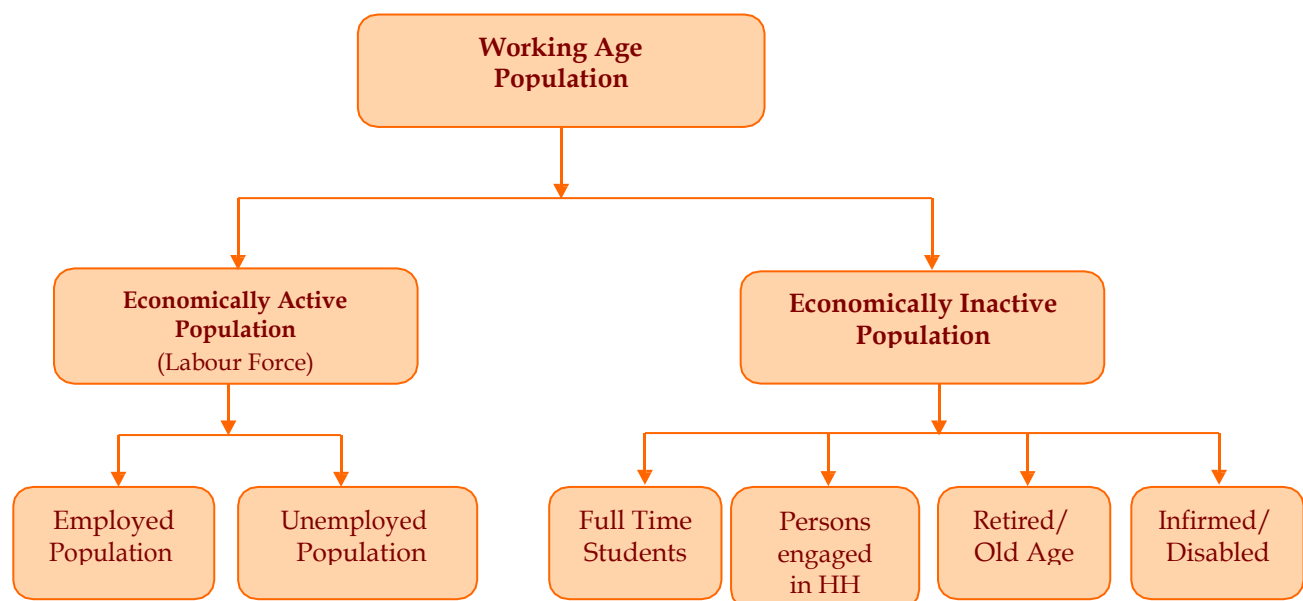 Working Age
Population
Economically Active
Population
(Labour Force)
Economically Inactive
Population
Employed
Population
Unemployed
Population
Full Time
Students
Persons
engaged
in HH
Retired/
Old Age
Infirmed/
Disabled